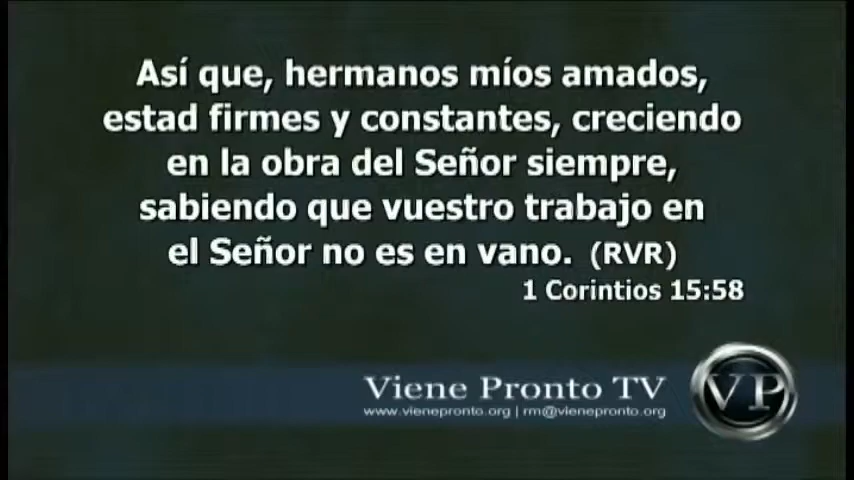 Así que, hermanos míos amados,
estad firmes y constantes, creciendo
en la obra del Señor siempre,
sabiendo que vuestro trabajo en
el Señor no es en vano. (RVR)
1 Corintios 15:58
Viene Pronto TV
www.vienepronto.org | rm@vienepronto.org
VP